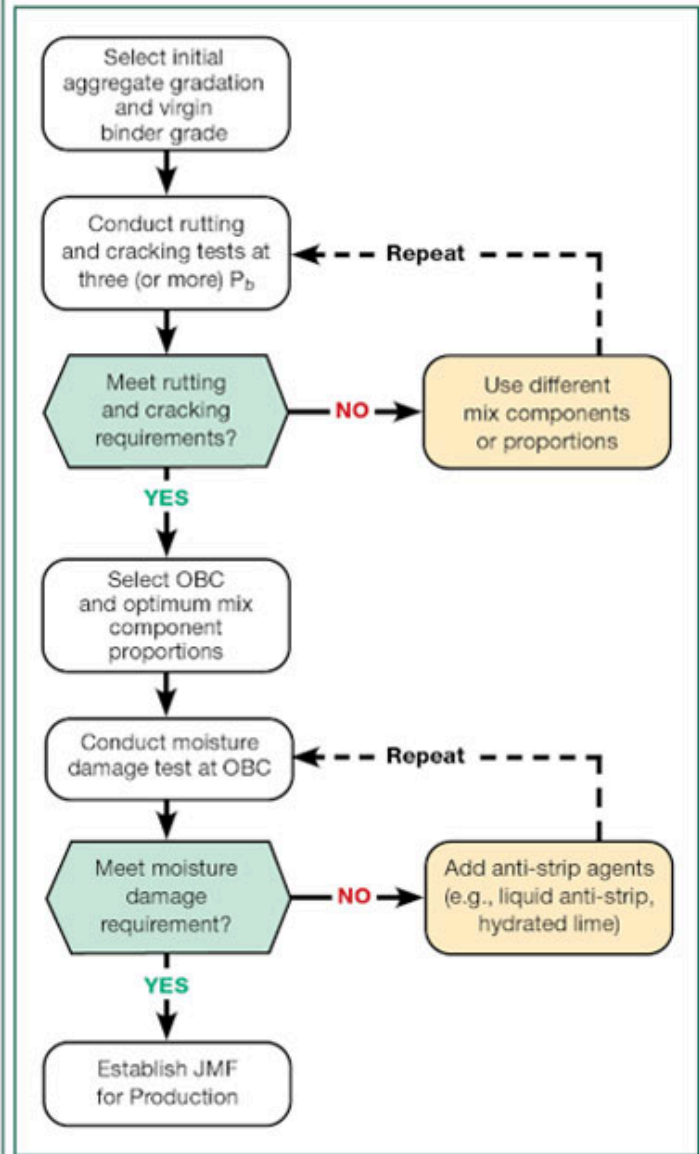 Select initial
aggregate gradation
and virgin
binder grade
Conduct rutting
and cracking tests at
three (or more) Pb
Repeat
Meet rutting
and cracking
requirements?
NO
Use different
mix components
or proportions
YES
Select OBC
and optimum mix
component
proportions
Conduct moisture
damage test at OBC
Repeat
Meet moisture
damage
requirement?
NO
Add anti-strip agents
(e.g., liquid anti-strip,
hydrated lime)
YES
Establish JMF
for Production